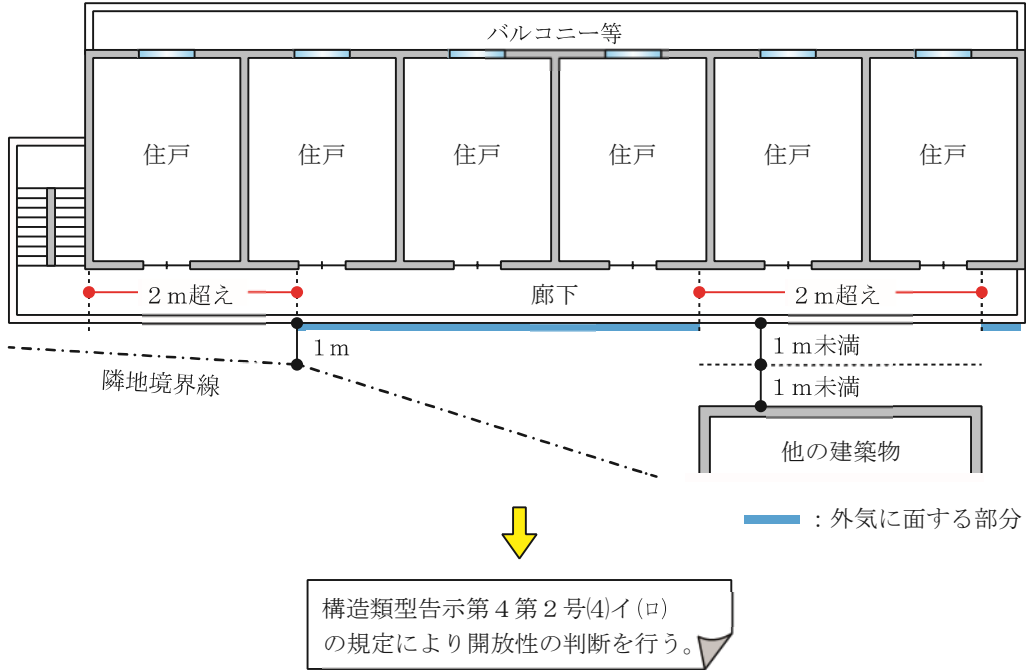 バルコニー等
住戸
住戸
住戸
住戸
住戸
住戸
2m超え
廊下
2m超え
1m
1m未満
隣地境界線
1m未満
他の建築物
：外気に面する部分
構造類型告示第4第2号⑷イ(ロ)
の規定により開放性の判断を行う。